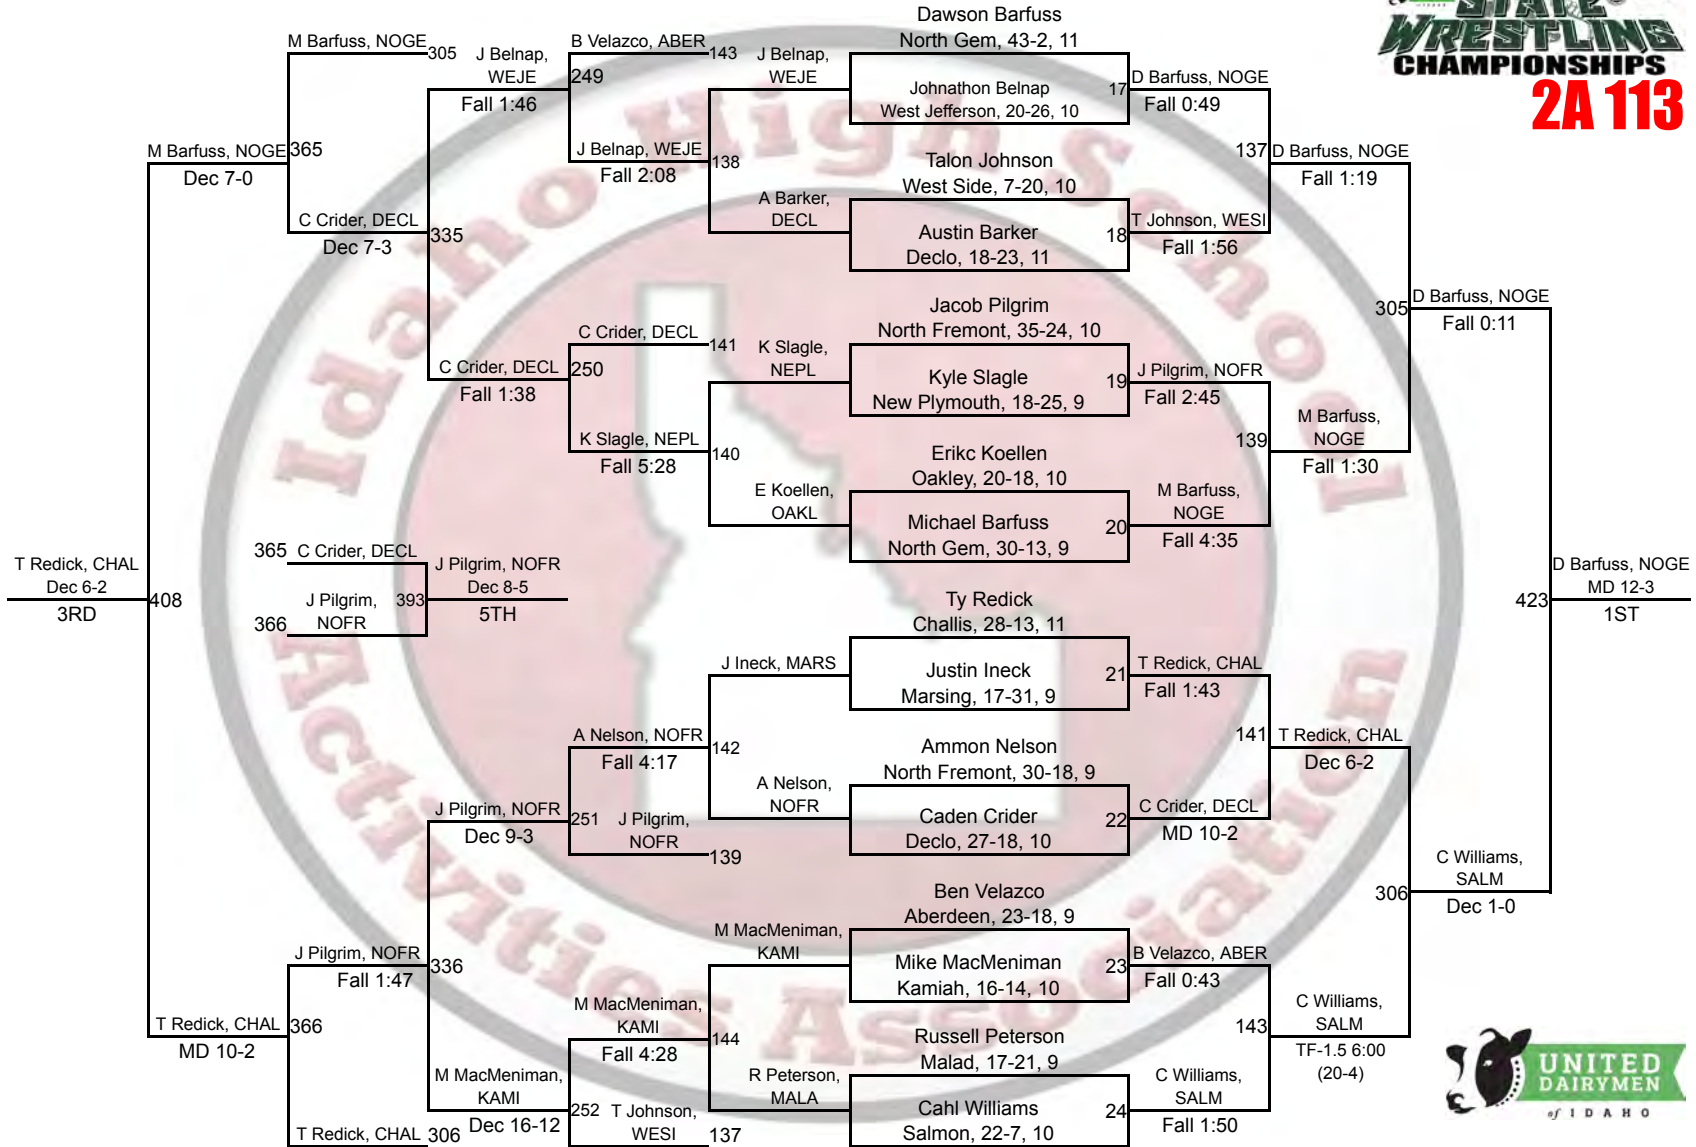 STATE
WRESTLING
CHAMPIONSHIPS
2A 113
Idaho High School
Activities Association
M Barfuss, NOGE
305
J Belnap,
WEJE
Fall 1:46
B Velazco, ABER
143
249
J Belnap,
WEJE
Dawson Barfuss
North Gem, 43-2, 11
Johnathon Belnap
West Jefferson, 20-26, 10
17
D Barfuss, NOGE
Fall 0:49
M Barfuss, NOGE
365
Dec 7-0
J Belnap, WEJE
138
Fall 2:08
Talon Johnson
West Side, 7-20, 10
137
D Barfuss, NOGE
Fall 1:19
C Crider, DECL
335
Dec 7-3
A Barker,
DECL
Austin Barker
Declo, 18-23, 11
18
T Johnson, WESI
Fall 1:56
Jacob Pilgrim
North Fremont, 35-24, 10
305
D Barfuss, NOGE
Fall 0:11
C Crider, DECL
141
C Crider, DECL
250
Fall 1:38
K Slagle,
NEPL
Kyle Slagle
New Plymouth, 18-25, 9
19
J Pilgrim, NOFR
Fall 2:45
K Slagle, NEPL
140
Fall 5:28
Erikc Koellen
Oakley, 20-18, 10
139
M Barfuss,
NOGE
Fall 1:30
E Koellen,
OAKL
Michael Barfuss
North Gem, 30-13, 9
20
M Barfuss,
NOGE
Fall 4:35
T Redick, CHAL
Dec 6-2
3RD
408
365
C Crider, DECL
J Pilgrim,
NOFR
366
393
J Pilgrim, NOFR
Dec 8-5
5TH
423
D Barfuss, NOGE
MD 12-3
1ST
Ty Redick
Challis, 28-13, 11
J Ineck, MARS
Justin Ineck
Marsing, 17-31, 9
21
T Redick, CHAL
Fall 1:43
A Nelson, NOFR
142
Fall 4:17
Ammon Nelson
North Fremont, 30-18, 9
141
T Redick, CHAL
Dec 6-2
J Pilgrim, NOFR
251
Dec 9-3
J Pilgrim,
NOFR
139
A Nelson,
NOFR
Caden Crider
Declo, 27-18, 10
22
C Crider, DECL
MD 10-2
Ben Velazco
Aberdeen, 23-18, 9
306
C Williams,
SALM
Dec 1-0
J Pilgrim, NOFR
336
Fall 1:47
M MacMeniman,
KAMI
Mike MacMeniman
Kamiah, 16-14, 10
23
B Velazco, ABER
Fall 0:43
T Redick, CHAL
366
MD 10-2
M MacMeniman,
KAMI
144
Fall 4:28
Russell Peterson
Malad, 17-21, 9
143
C Williams,
SALM
TF-1.5 6:00
(20-4)
M MacMeniman,
KAMI
252
Dec 16-12
T Johnson,
WESI
137
R Peterson,
MALA
Cahl Williams
Salmon, 22-7, 10
24
C Williams,
SALM
Fall 1:50
T Redick, CHAL
306
UNITED
DAIRYMEN
of IDAHO